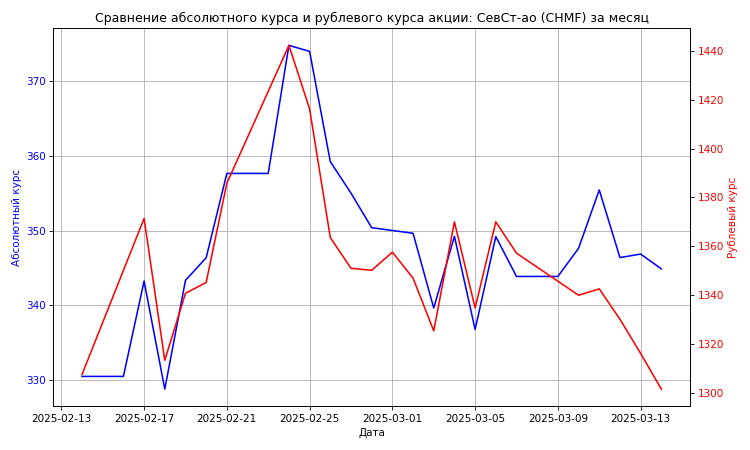 Сравнение абсолютного курса и рублевого курса акции: СевСт-ао (CHMF) за месяц
Абсолютный курс
370
360
350
340
330
1440
1420
1400
1380
1360
1340
1320
1300
Рублевый курс
2025-02-13 2025-02-17 2025-02-21 2025-02-25 2025-03-01 2025-03-05 2025-03-09 2025-03-13
Дата